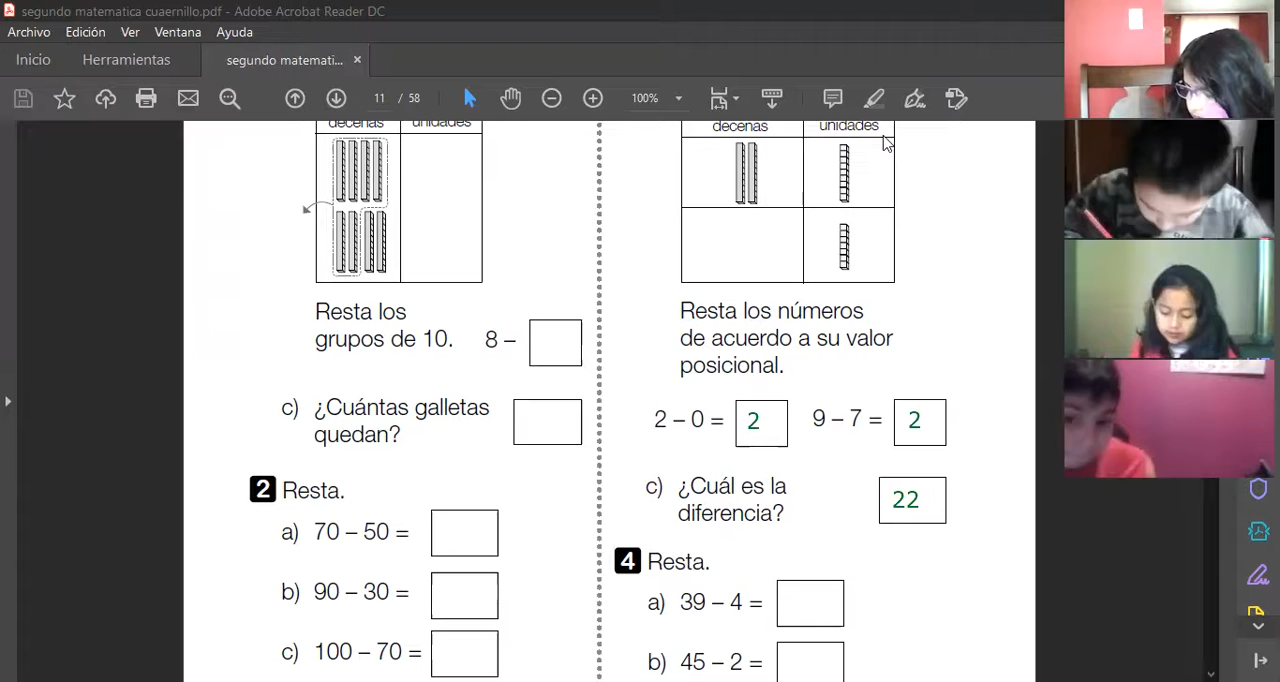 segundo matematica cuaernillo.pdf - Adobe Acrobat Reader DC
Archivo Edición Ver Ventana Ayuda
Inicio Herramientas segundo matemati... ×
11 / 58 100%
decenas unidades
Resta los
grupos de 10. 8 –
c) ¿Cuántas galletas
quedan?
2 Resta.
a) 70 – 50 =
b) 90 – 30 =
c) 100 – 70 =
decenas unidades
Resta los números
de acuerdo a su valor
posicional.
2 – 0 = 2 9 – 7 = 2
c) ¿Cuál es la
diferencia? 22
4 Resta.
a) 39 – 4 =
b) 45 – 2 =